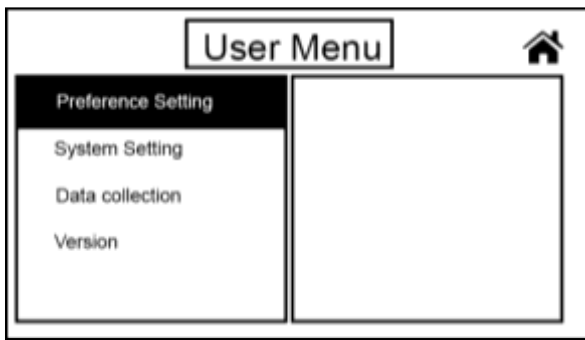 User Menu
Preference Setting
System Setting
Data collection
Version